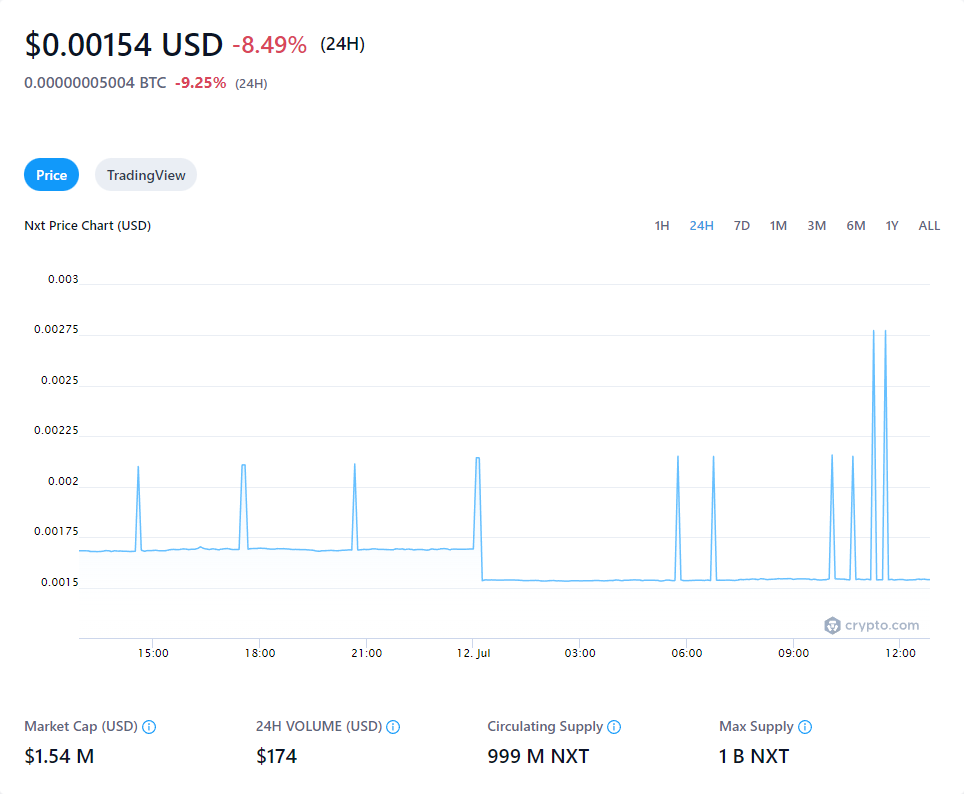 $0.00154 USD -8.49% (24H)
0.00000005004 BTC -9.25% (24H)
Price TradingView
Nxt Price Chart (USD) 1H 24H 7D 1M 3M 6M 1Y ALL
0.003
0.00275
0.0025
0.00225
0.002
0.00175
0.0015
crypto.com
15:00 18:00 21:00 12. Jul 03:00 06:00 09:00 12:00
Market Cap (USD) 24H VOLUME (USD) Circulating Supply Max Supply
$1.54 M $174 999 M NXT 1 B NXT